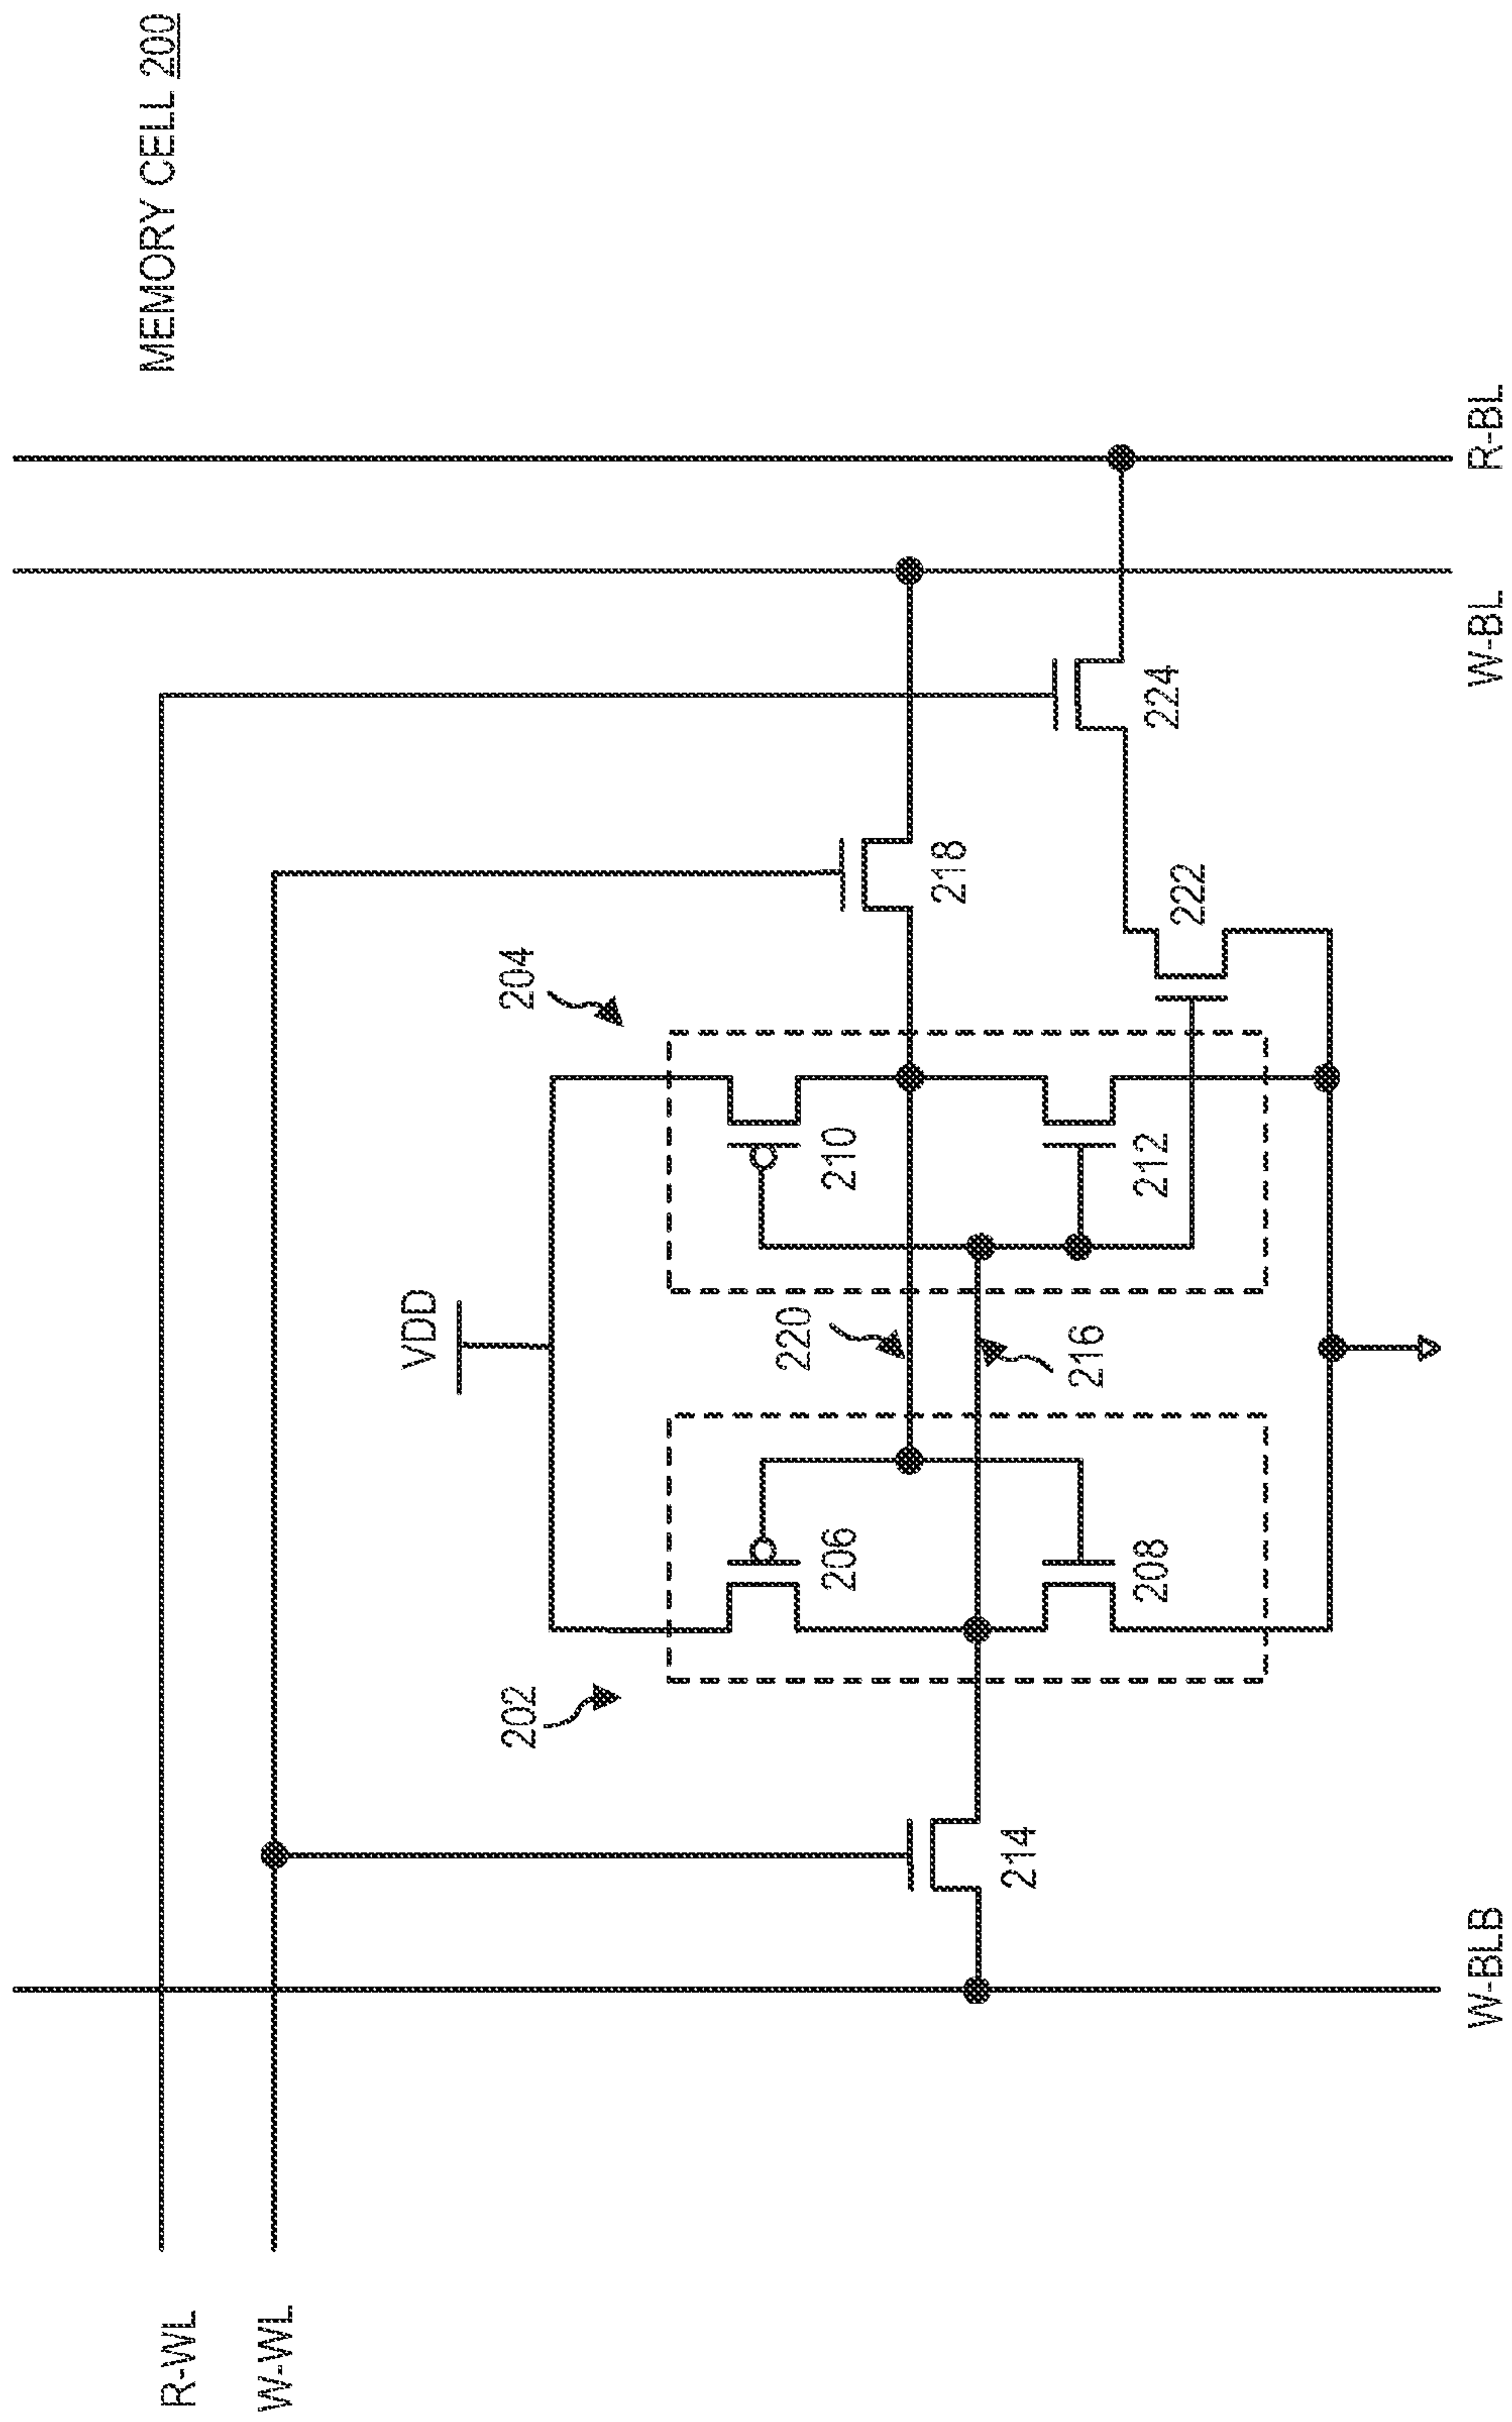 MEMORY CELL 200
R-WL
W-WL
VDD
202
204
206
210
218
220
214
216
208
212
222
224
W-BLB
W-BL
R-BL